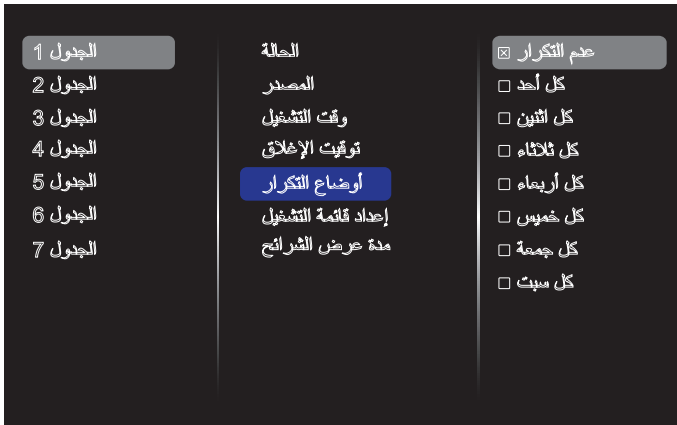 الجدول 1
الجدول 2
الجدول 3
الجدول 4
الجدول 5
الجدول 6
الجدول 7
الحالة
المصدر
وقت التشغيل
توقيت الإغلاق
أوضاع التكرار
إعداد قائمة التشغيل
مدة عرض الشرائح
عدم التكرار
كل أحد
كل اثنين
كل ثلاثاء
كل أربعاء
كل خميس
كل جمعة
كل سبت